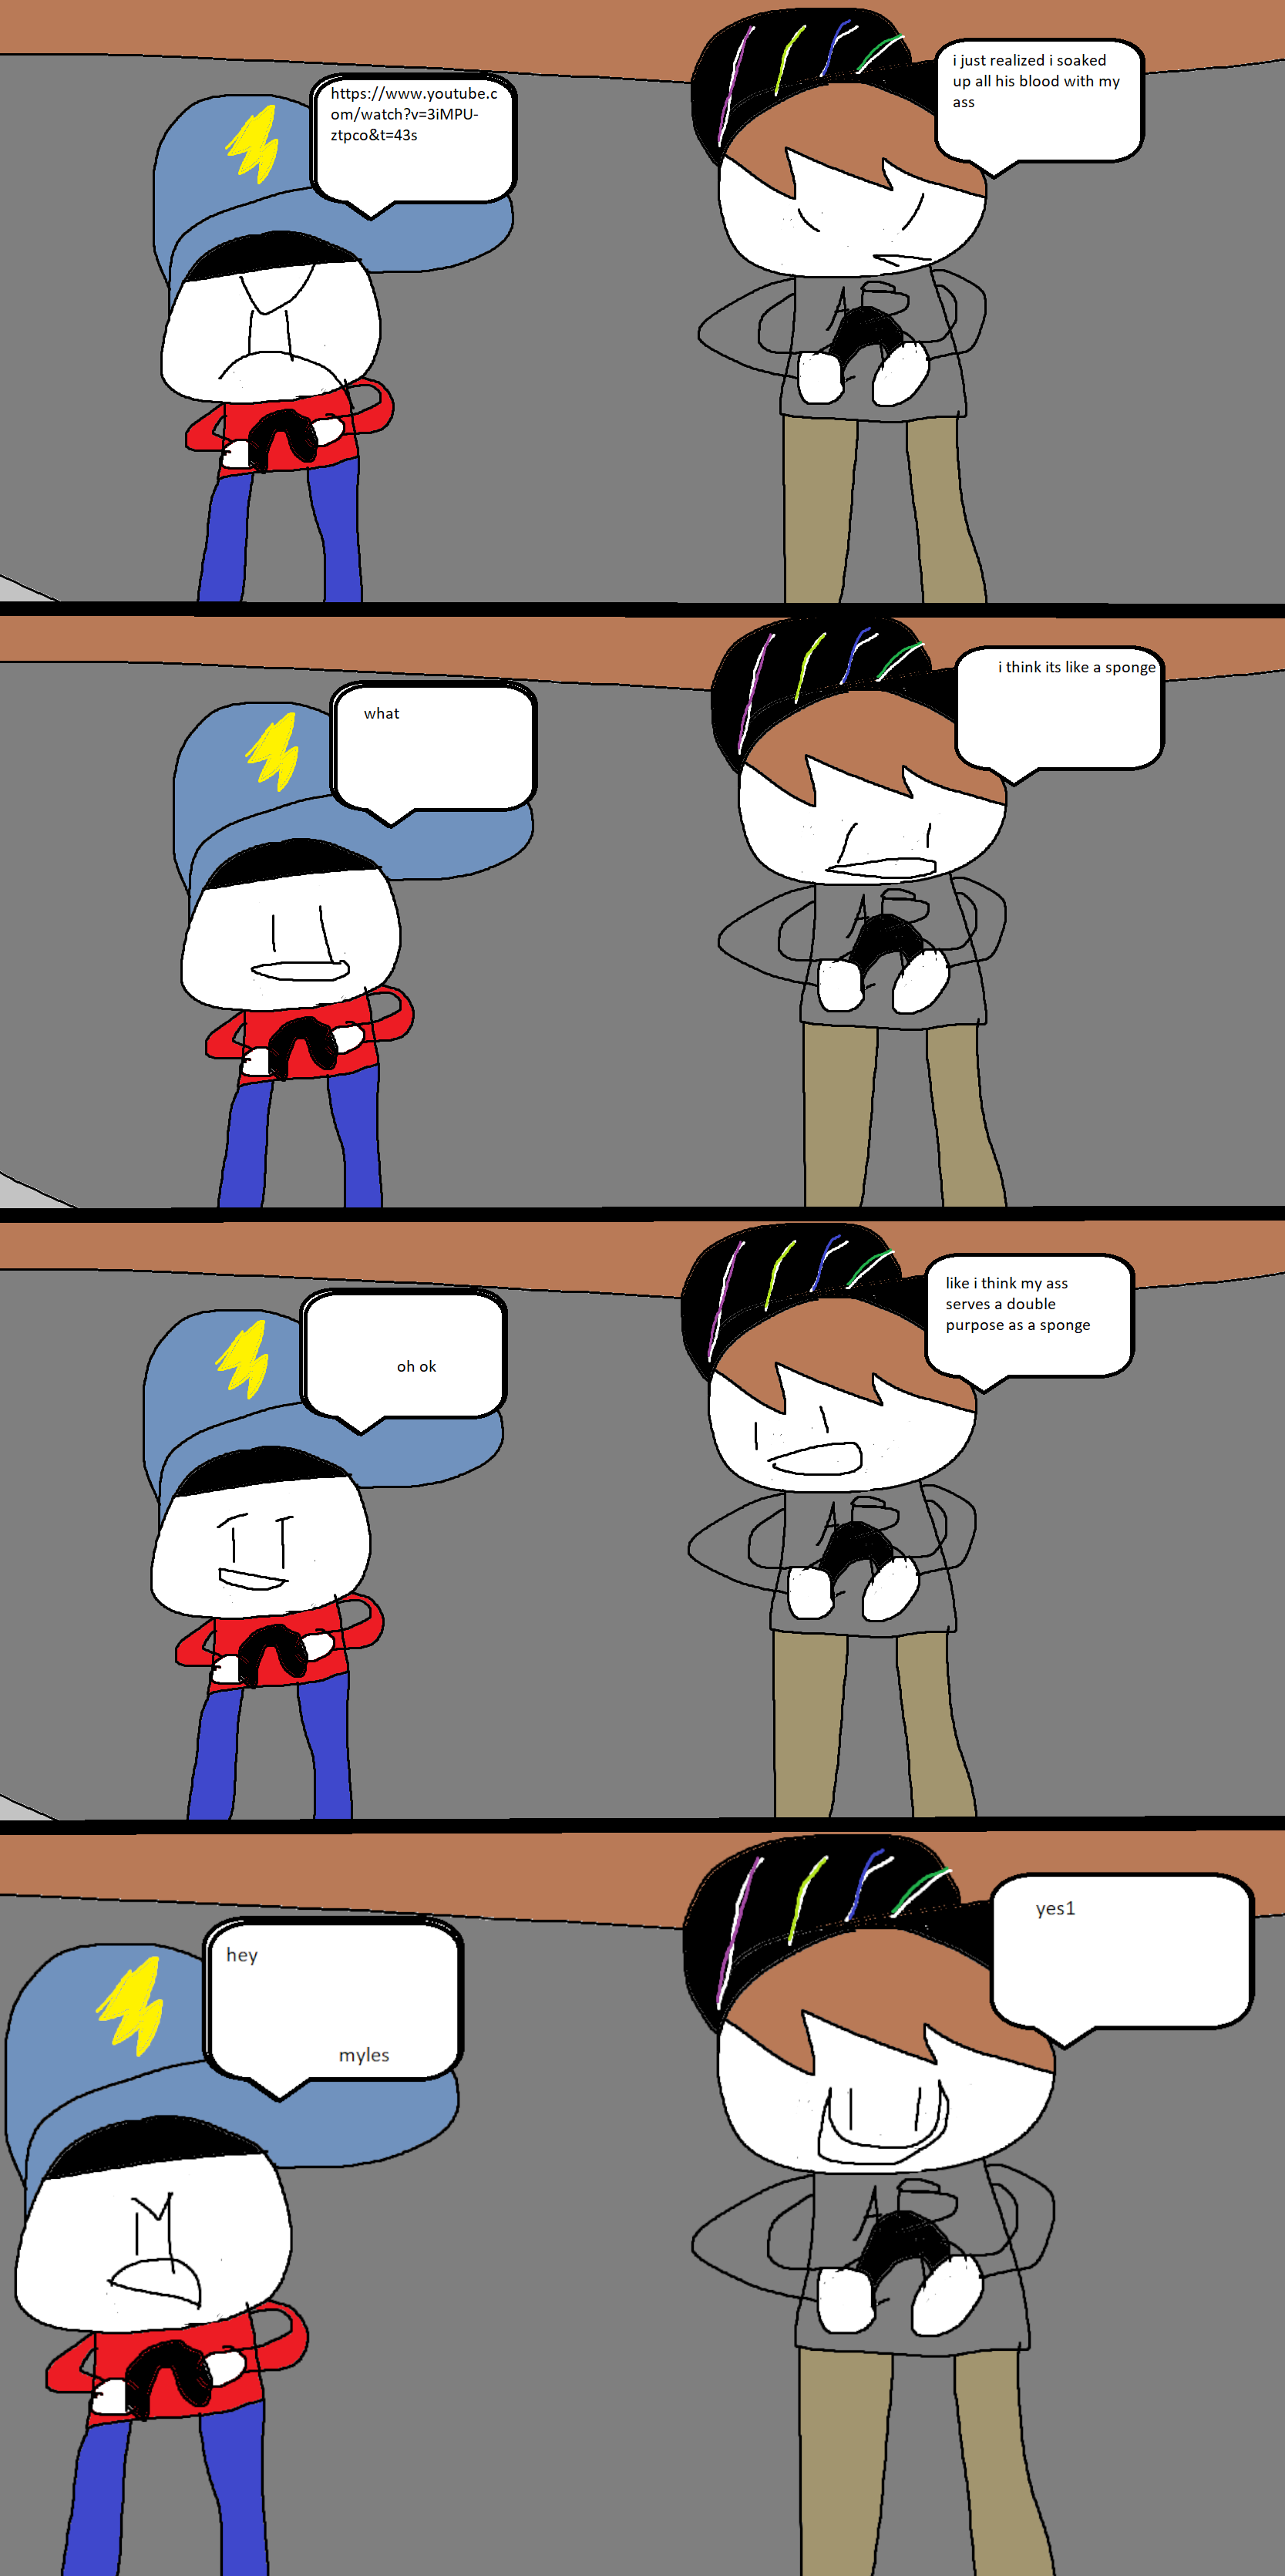 https://www.youtube.c
om/watch?v=3iMPU-
ztpco&t=43s
i just realized i soaked
up all his blood with my
ass
what
i think its like a sponge
oh ok
like i think my ass
serves a double
purpose as a sponge
hey
myles
yes1